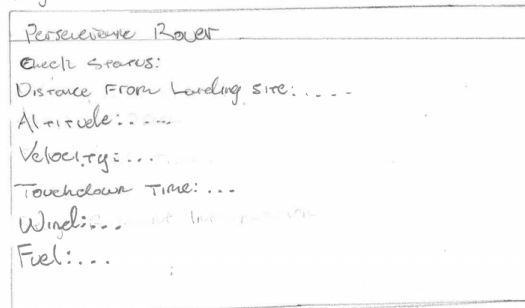 Perseverance Rover
Check Status:
Distance From Landing site: ....
Altitude: .....
Velocity: ...
Touchdown Time: ...
Wind: ...
Fuel: ...